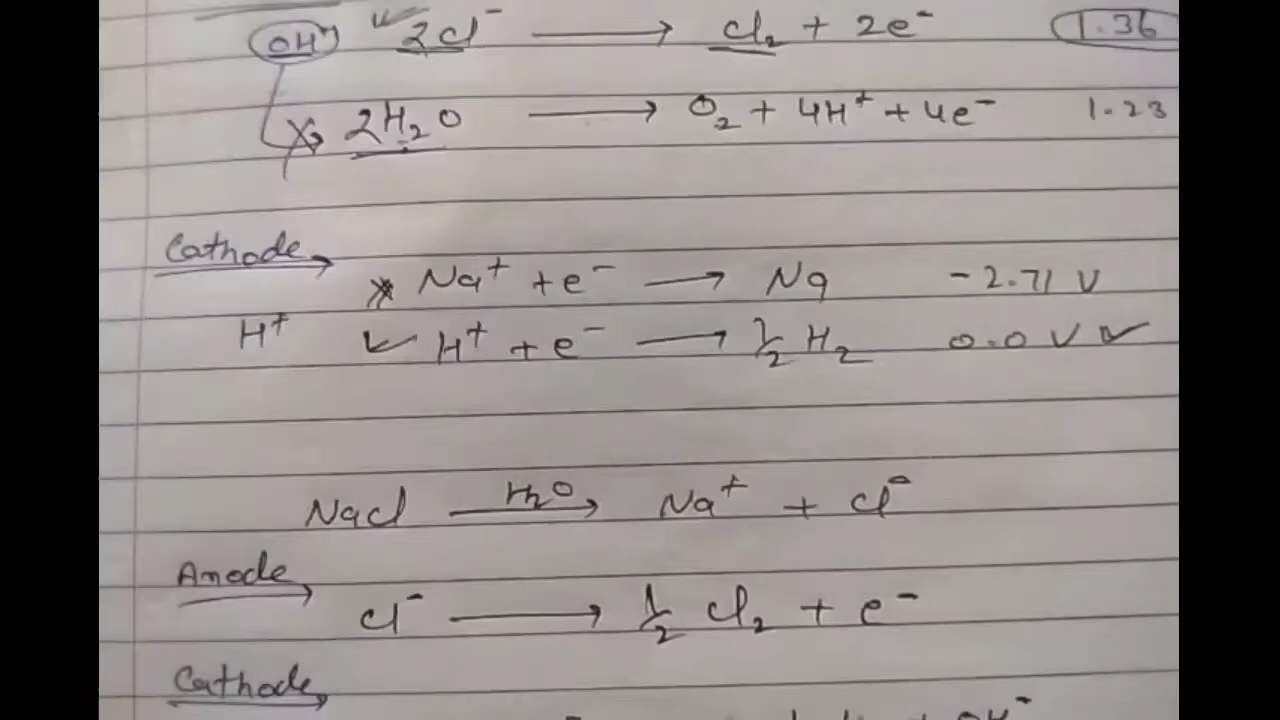 OH⁻ 2Cl⁻ ⟶ Cl₂ + 2e⁻ 1.36
2H₂O ⟶ O₂ + 4H⁺ + 4e⁻ 1.23
Cathode
Na⁺ + e⁻ ⟶ Na -2.71 V
H⁺ H⁺ + e⁻ ⟶ ½ H₂ 0.0 V
NaCl H₂O⟶ Na⁺ + Cl⁻
Anode
Cl⁻ ⟶ ½ Cl₂ + e⁻
Cathode
OH⁻